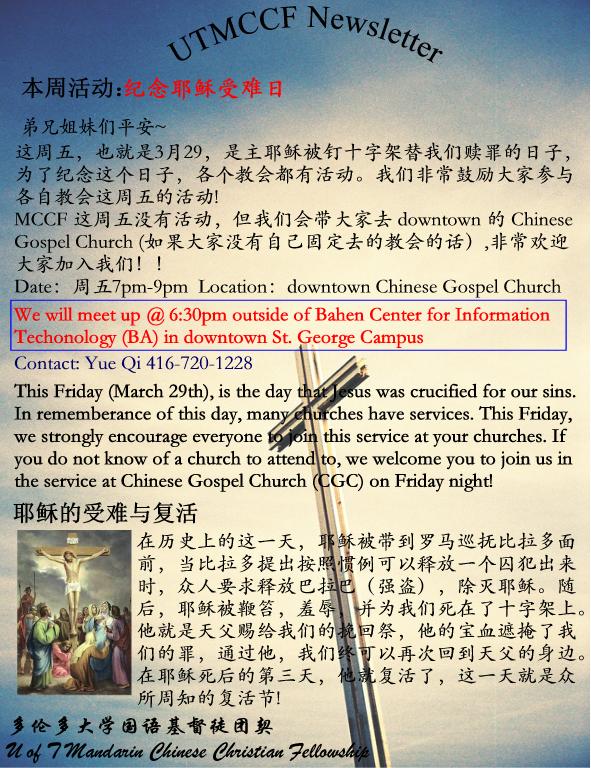 UTMCCF Newsletter
本周活动:纪念耶稣受难日
弟兄姐妹们平安~
这周五，也就是3月29，是主耶稣被钉十字架替我们赎罪的日子，
为了纪念这个日子，各个教会都有活动。我们非常鼓励大家参与
各自教会这周五的活动!
MCCF 这周五没有活动，但我们会带大家去 downtown 的 Chinese
Gospel Church (如果大家没有自己固定去的教会的话）,非常欢迎
大家加入我们！！
Date：周五7pm-9pm Location：downtown Chinese Gospel Church
We will meet up @ 6:30pm outside of Bahen Center for Information
Techonology (BA) in downtown St. George Campus
Contact: Yue Qi 416-720-1228
This Friday (March 29th), is the day that Jesus was crucified for our sins.
In rememberance of this day, many churches have services. This Friday,
we strongly encourage everyone to join this service at your churches. If
you do not know of a church to attend to, we welcome you to join us in
the service at Chinese Gospel Church (CGC) on Friday night!
耶稣的受难与复活
在历史上的这一天，耶稣被带到罗马巡抚比拉多面
前，当比拉多提出按照惯例可以释放一个囚犯出来
时，众人要求释放巴拉巴（强盗），除灭耶稣。随
后，耶稣被鞭笞，羞辱，并为我们死在了十字架上。
他就是天父赐给我们的挽回祭，他的宝血遮掩了我
们的罪，通过他，我们终可以再次回到天父的身边。
在耶稣死后的第三天，他就复活了，这一天就是众
所周知的复活节!
多伦多大学国语基督徒团契
U of T Mandarin Chinese Christian Fellowship